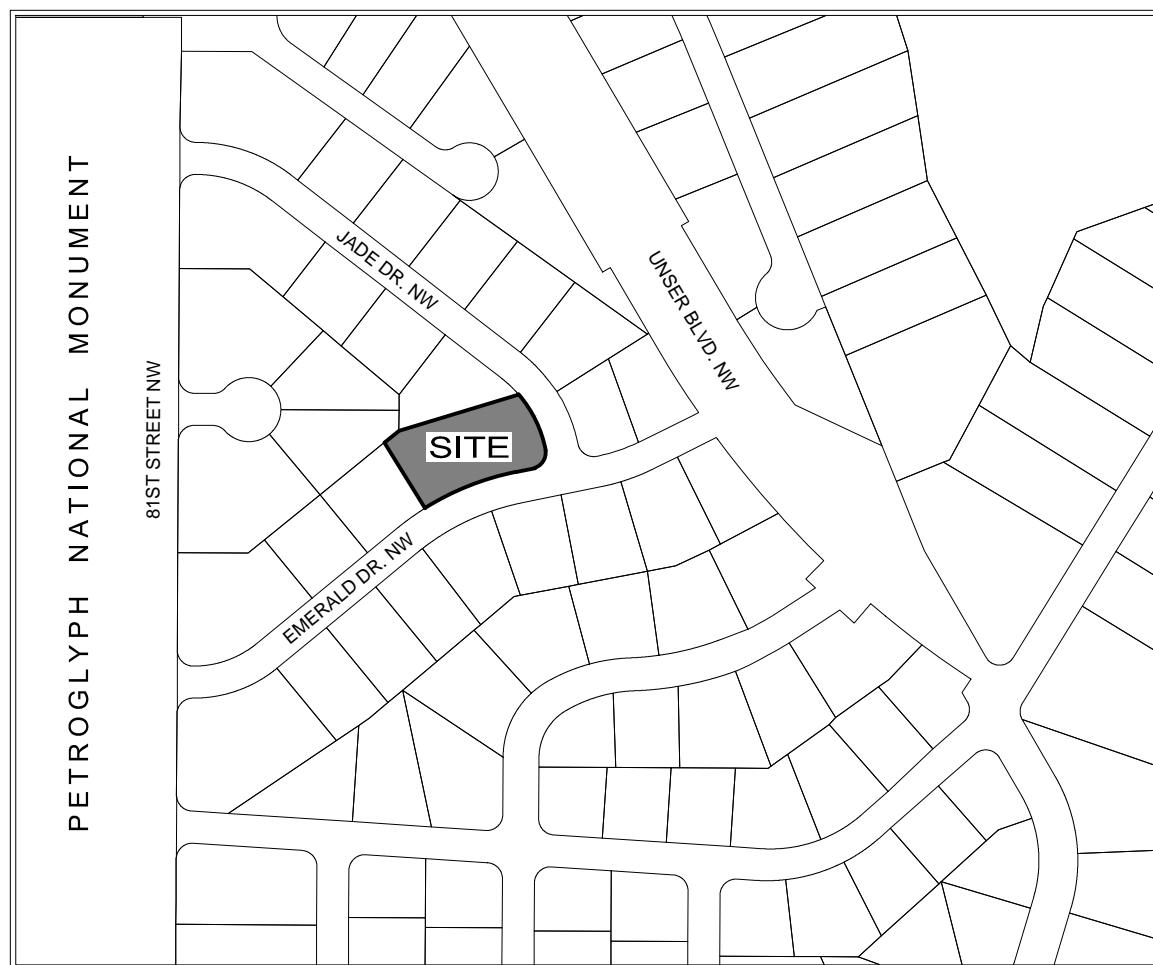 PETROGLYPH NATIONAL MONUMENT
81ST STREET NW
JADE DR. NW
UNSER BLVD. NW
SITE
EMERALD DR. NW